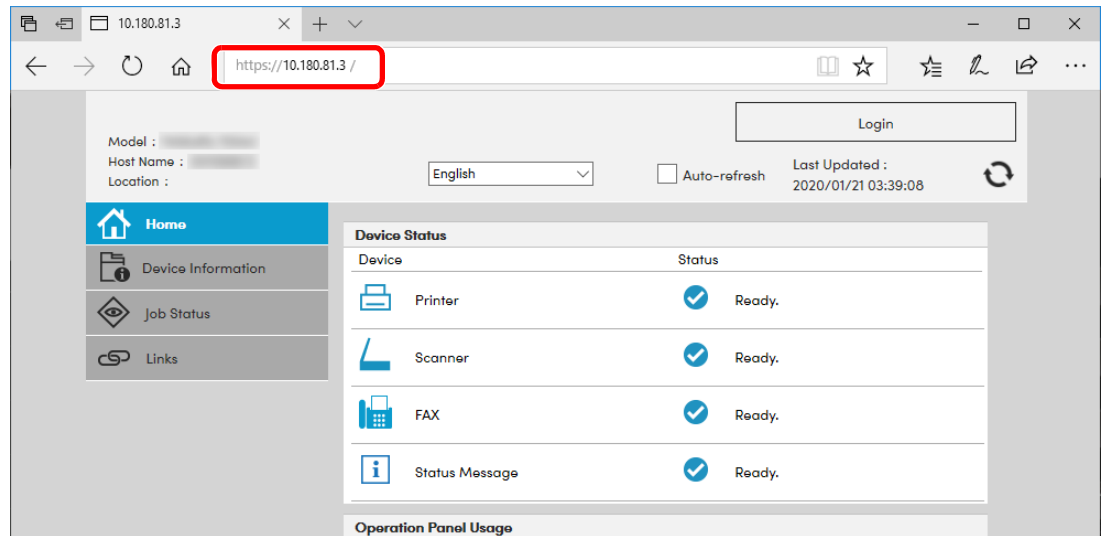 10.180.81.3
https://10.180.81.3 /
Login
Model :
Host Name :
Location :
English
Auto-refresh
Last Updated :
2020/01/21 03:39:08
Home
Device Information
Job Status
Links
Device Status
Device Status
Printer Ready.
Scanner Ready.
FAX Ready.
Status Message Ready.
Operation Panel Usage